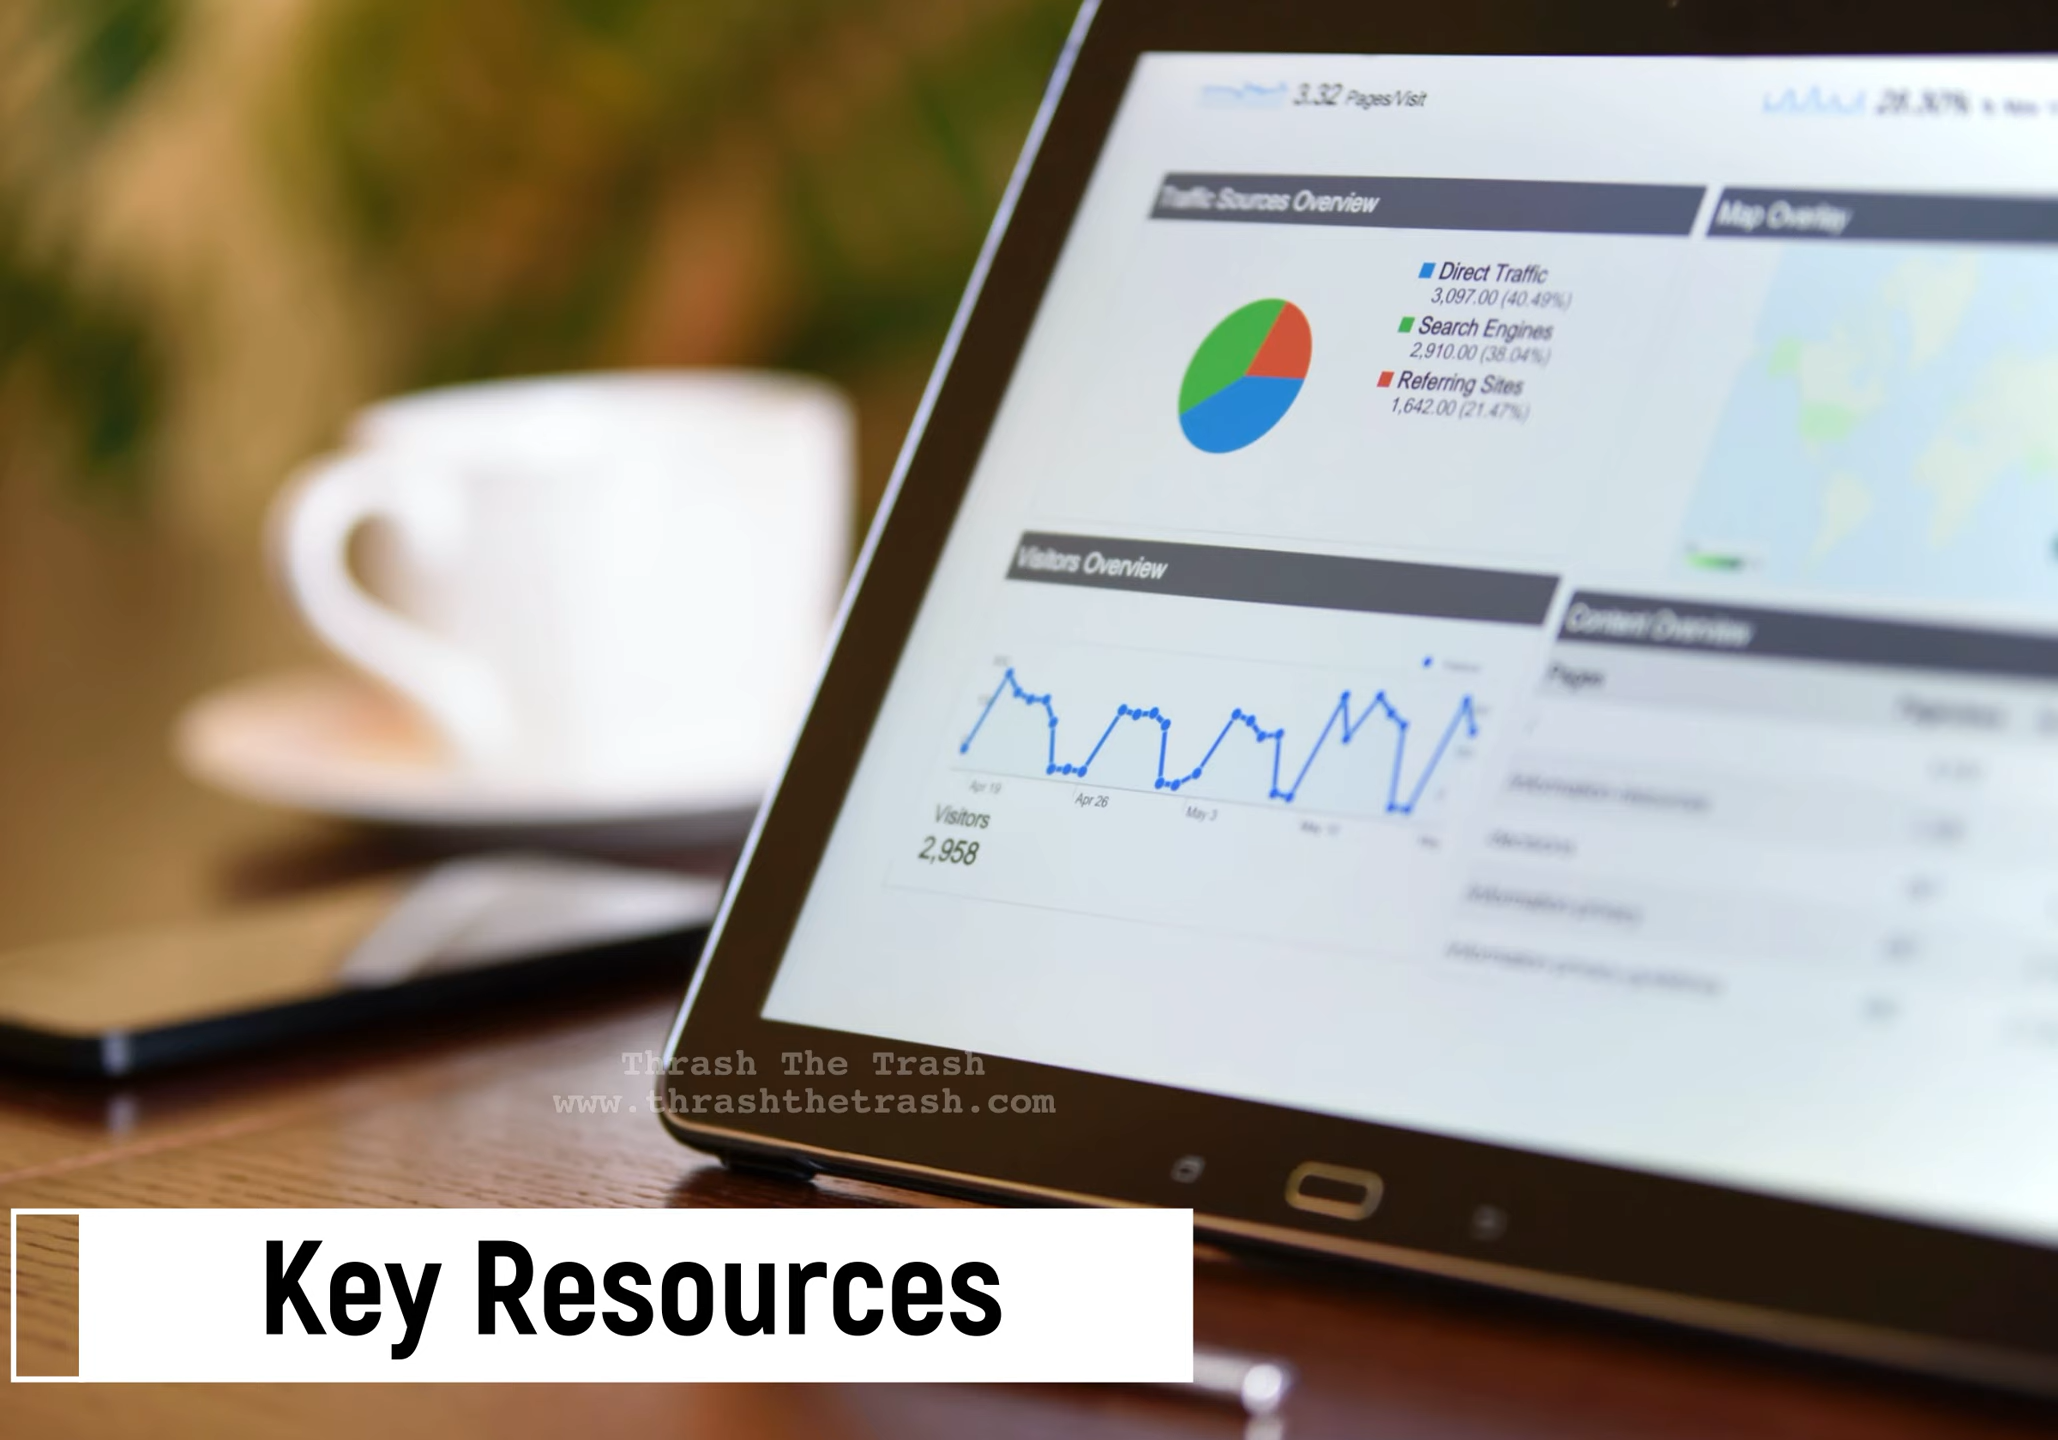 3.32 Pages/Visit
Traffic Sources Overview
Map Overlay
Direct Traffic
3,097.00 (40.49%)
Search Engines
2,910.00 (38.04%)
Referring Sites
1,642.00 (21.47%)
Visitors Overview
Content Overview
Pages
Apr 19
Apr 26
May 3
Visitors
2,958
Thrash The Trash
www.thrashthetrash.com
Key Resources